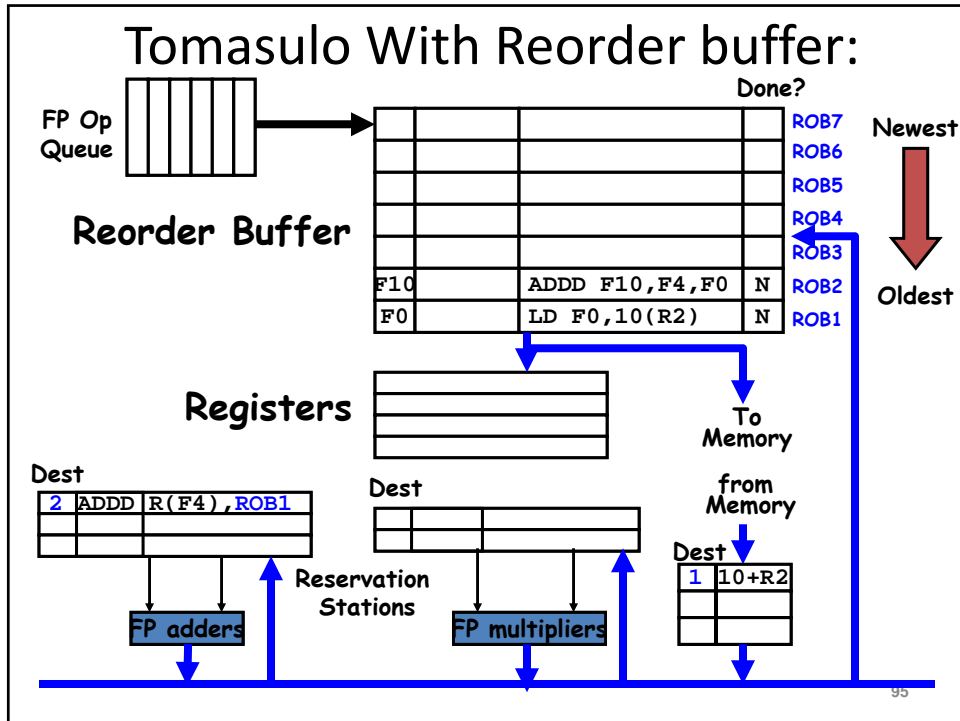 Tomasulo With Reorder buffer:
Done?
FP Op
Queue
ROB7
Newest
ROB6
ROB5
Reorder Buffer
ROB4
ROB3
F10 ADDD F10,F4,F0 N ROB2
Oldest
F0 LD F0,10(R2) N ROB1
Registers
To
Memory
Dest
2 ADDD R(F4),ROB1
Dest
from
Memory
Dest
1 10+R2
Reservation
Stations
FP adders
FP multipliers
95